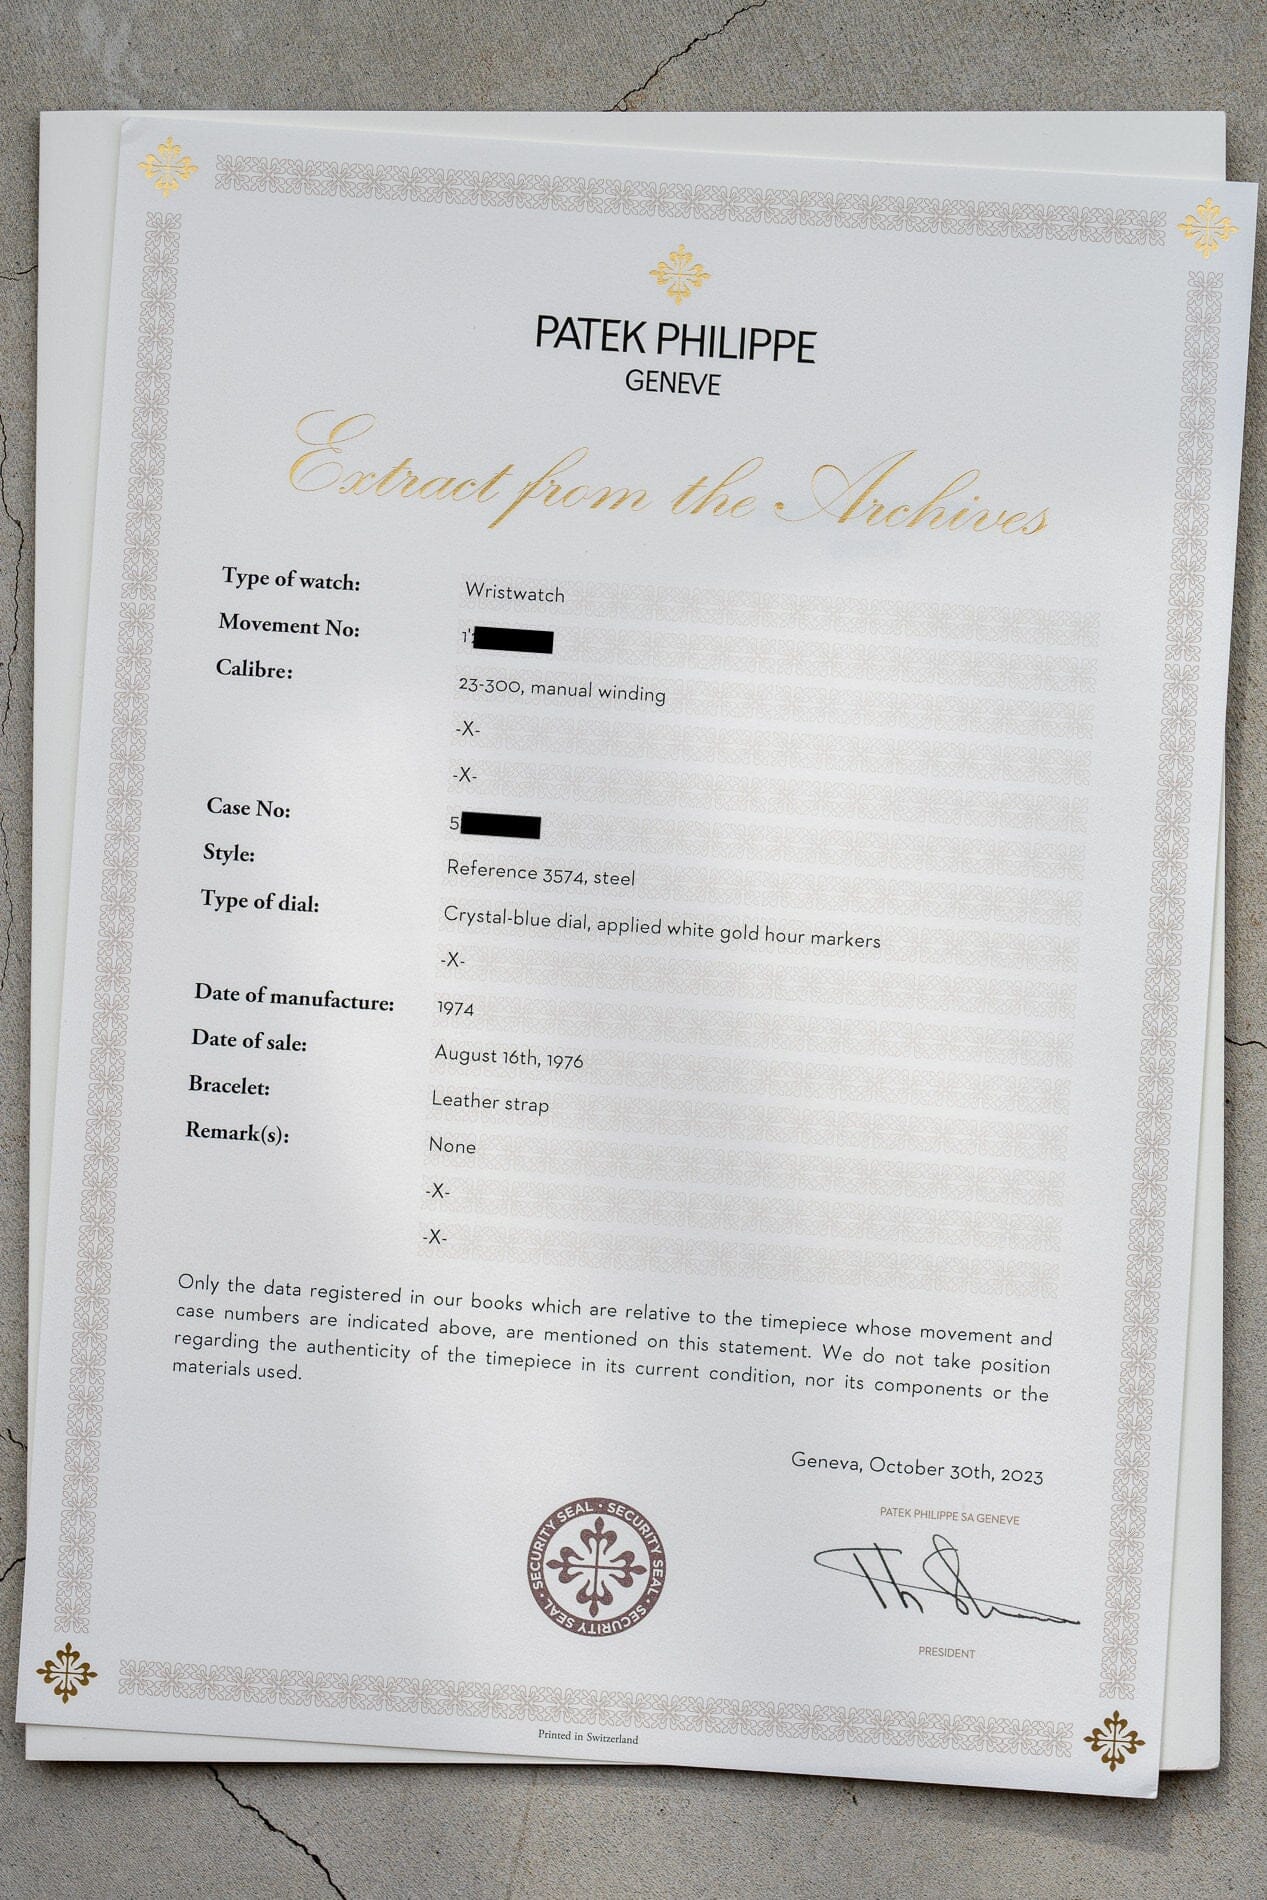 PATEK PHILIPPE
GENEVE
Extract from the Archives
Type of watch: Wristwatch
Movement No: 1'
Calibre: 23-300, manual winding
-X-
-X-
Case No: 5
Style: Reference 3574, steel
Type of dial: Crystal-blue dial, applied white gold hour markers
-X-
Date of manufacture: 1974
Date of sale: August 16th, 1976
Bracelet: Leather strap
Remark(s): None
-X-
-X-
Only the data registered in our books which are relative to the timepiece whose movement and
case numbers are indicated above, are mentioned on this statement. We do not take position
regarding the authenticity of the timepiece in its current condition, nor its components or the
materials used.
Geneva, October 30th, 2023
PATEK PHILIPPE SA GENEVE
SECURITY SEAL · SECURITY SEAL · SECURITY SEAL ·
PRESIDENT
Printed in Switzerland